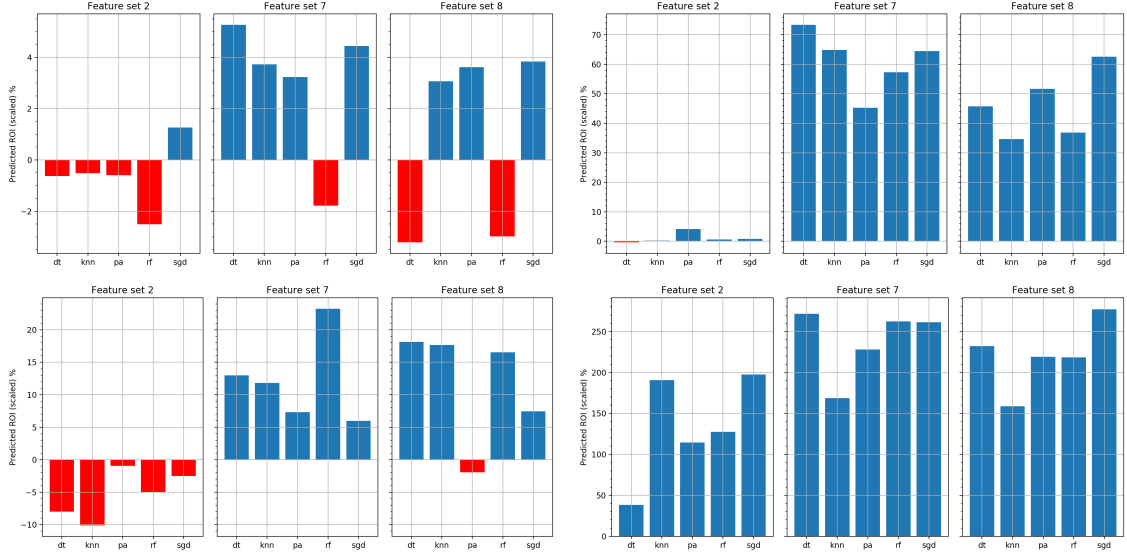 Feature set 2
Feature set 7
Feature set 8
Predicted ROI (scaled) %
4
2
0
−2
dt knn pa rf sgd
dt knn pa rf sgd
dt knn pa rf sgd
Feature set 2
Feature set 7
Feature set 8
Predicted ROI (scaled) %
70
60
50
40
30
20
10
0
dt knn pa rf sgd
dt knn pa rf sgd
dt knn pa rf sgd
Feature set 2
Feature set 7
Feature set 8
Predicted ROI (scaled) %
20
15
10
5
0
−5
−10
dt knn pa rf sgd
dt knn pa rf sgd
dt knn pa rf sgd
Feature set 2
Feature set 7
Feature set 8
Predicted ROI (scaled) %
250
200
150
100
50
0
dt knn pa rf sgd
dt knn pa rf sgd
dt knn pa rf sgd